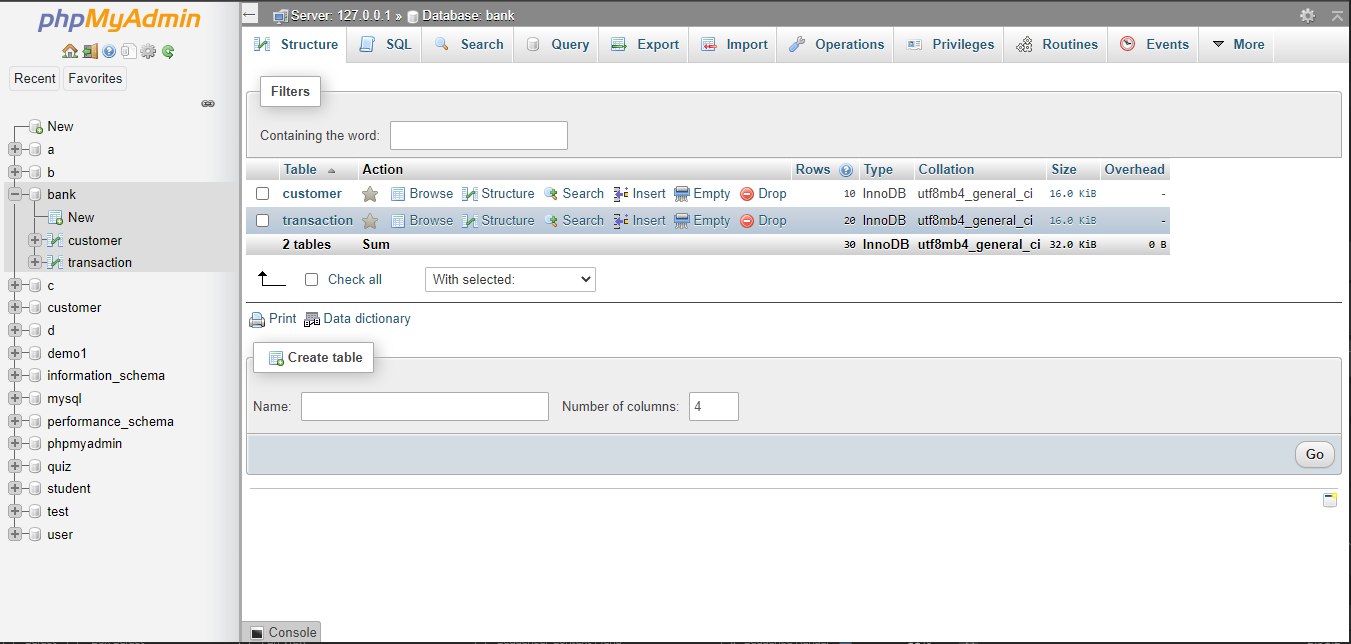 phpMyAdmin
Recent Favorites
New
a
b
bank
New
customer
transaction
c
customer
d
demo1
information_schema
mysql
performance_schema
phpmyadmin
quiz
student
test
user
Server: 127.0.0.1 » Database: bank
Structure SQL Search Query Export Import Operations Privileges Routines Events More
Filters
Containing the word:
Table Action Rows Type Collation Size Overhead
customer Browse Structure Search Insert Empty Drop 10 InnoDB utf8mb4_general_ci 16.0 KiB -
transaction Browse Structure Search Insert Empty Drop 20 InnoDB utf8mb4_general_ci 16.0 KiB -
2 tables Sum 30 InnoDB utf8mb4_general_ci 32.0 KiB 0 B
Check all With selected:
Print Data dictionary
Create table
Name: Number of columns: 4
Go
Console